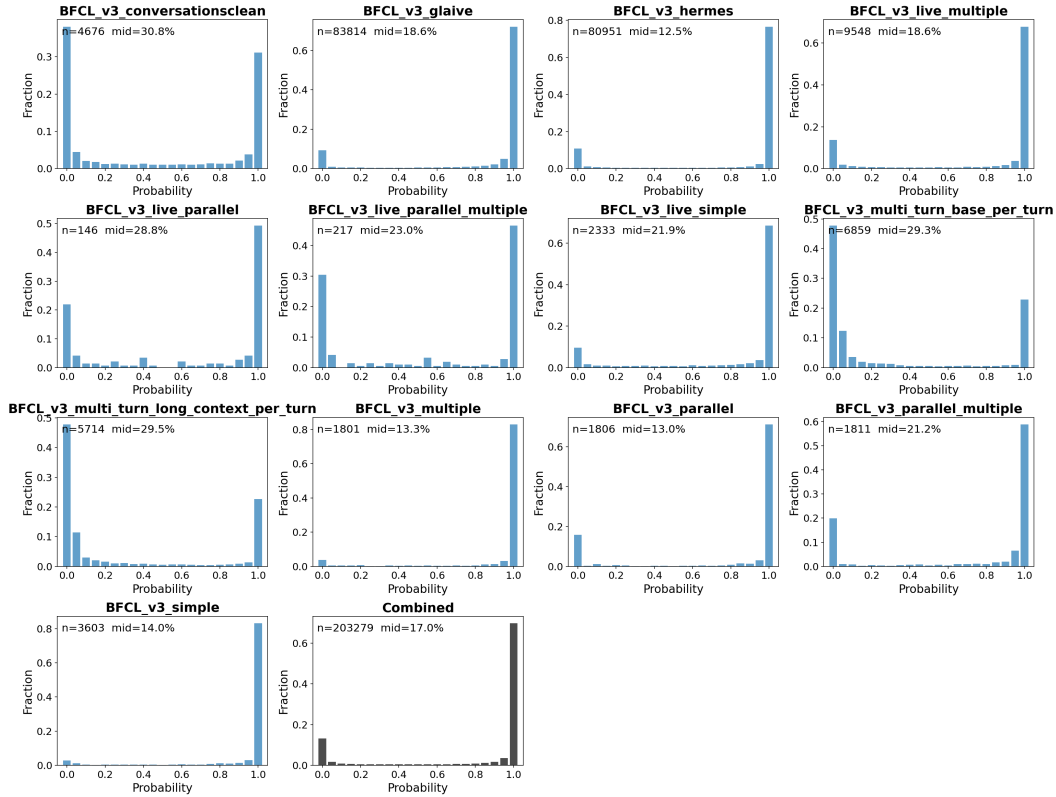 BFCL_v3_conversationsclean
n=4676 mid=30.8%
0.3
0.2
0.1
0.0
Fraction
0.0 0.2 0.4 0.6 0.8 1.0
Probability
BFCL_v3_glaive
n=83814 mid=18.6%
0.6
0.4
0.2
0.0
Fraction
0.0 0.2 0.4 0.6 0.8 1.0
Probability
BFCL_v3_hermes
n=80951 mid=12.5%
0.8
0.6
0.4
0.2
0.0
Fraction
0.0 0.2 0.4 0.6 0.8 1.0
Probability
BFCL_v3_live_multiple
n=9548 mid=18.6%
0.6
0.4
0.2
0.0
Fraction
0.0 0.2 0.4 0.6 0.8 1.0
Probability
BFCL_v3_live_parallel
n=146 mid=28.8%
0.5
0.4
0.3
0.2
0.1
0.0
Fraction
0.0 0.2 0.4 0.6 0.8 1.0
Probability
BFCL_v3_live_parallel_multiple
n=217 mid=23.0%
0.4
0.3
0.2
0.1
0.0
Fraction
0.0 0.2 0.4 0.6 0.8 1.0
Probability
BFCL_v3_live_simple
n=2333 mid=21.9%
0.6
0.4
0.2
0.0
Fraction
0.0 0.2 0.4 0.6 0.8 1.0
Probability
BFCL_v3_multi_turn_base_per_turn
n=6859 mid=29.3%
0.5
0.4
0.3
0.2
0.1
0.0
Fraction
0.0 0.2 0.4 0.6 0.8 1.0
Probability
BFCL_v3_multi_turn_long_context_per_turn
n=5714 mid=29.5%
0.5
0.4
0.3
0.2
0.1
0.0
Fraction
0.0 0.2 0.4 0.6 0.8 1.0
Probability
BFCL_v3_multiple
n=1801 mid=13.3%
0.8
0.6
0.4
0.2
0.0
Fraction
0.0 0.2 0.4 0.6 0.8 1.0
Probability
BFCL_v3_parallel
n=1806 mid=13.0%
0.6
0.4
0.2
0.0
Fraction
0.0 0.2 0.4 0.6 0.8 1.0
Probability
BFCL_v3_parallel_multiple
n=1811 mid=21.2%
0.6
0.5
0.4
0.3
0.2
0.1
0.0
Fraction
0.0 0.2 0.4 0.6 0.8 1.0
Probability
BFCL_v3_simple
n=3603 mid=14.0%
0.8
0.6
0.4
0.2
0.0
Fraction
0.0 0.2 0.4 0.6 0.8 1.0
Probability
Combined
n=203279 mid=17.0%
0.6
0.4
0.2
0.0
Fraction
0.0 0.2 0.4 0.6 0.8 1.0
Probability